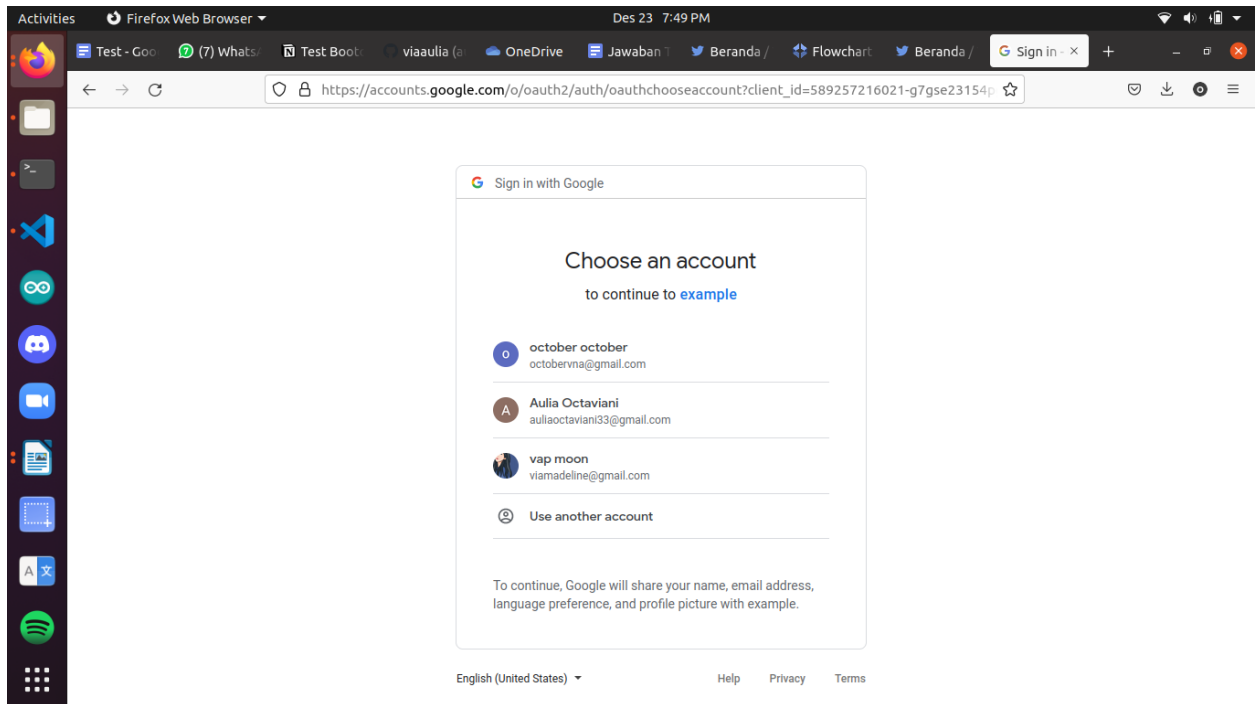 Activities Firefox Web Browser Des 23 7:49 PM
Test - Goo (7) Whats Test Boot viaaulia (a OneDrive Jawaban T Beranda / Flowchart Beranda / Sign in -
https://accounts.google.com/o/oauth2/auth/oauthchooseaccount?client_id=589257216021-g7gse23154p
Sign in with Google
Choose an account
to continue to example
o october october
octobervna@gmail.com
A Aulia Octaviani
auliaoctaviani33@gmail.com
vap moon
viamadeline@gmail.com
Use another account
To continue, Google will share your name, email address,
language preference, and profile picture with example.
English (United States) Help Privacy Terms